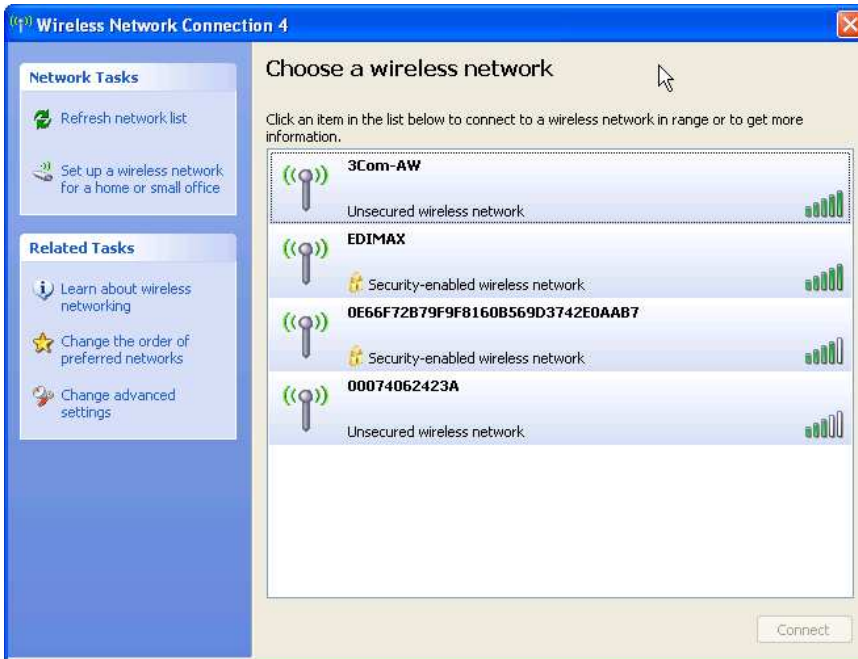 Wireless Network Connection 4
Network Tasks
Refresh network list
Set up a wireless network
for a home or small office
Related Tasks
Learn about wireless
networking
Change the order of
preferred networks
Change advanced
settings
Choose a wireless network
Click an item in the list below to connect to a wireless network in range or to get more
information.
3Com-AW
Unsecured wireless network
EDIMAX
Security-enabled wireless network
0E66F72B79F9F8160B569D3742E0AAB7
Security-enabled wireless network
00074062423A
Unsecured wireless network
Connect